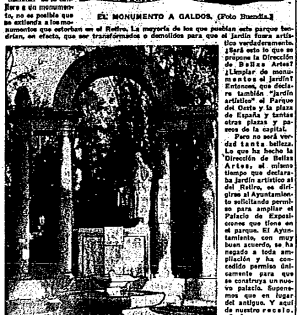 Hero a un monumen-
to, no es posible que
se extienda a los mo-
EL MONUMENTO A GALDOS. (Foto Buendía.)
numentos que estorban en el Retiro. La mayoría de los que pueblan este parque ten-
drían, en efecto, que ser transformados o demolidos para que el jardín fuera artís-
tico verdaderamente.
¿Será esto lo que se
propone la Dirección
de Bellas Artes?
¿Limpiar de monu-
mentos el jardín?
Entonces, que decla-
re también "jardín
artístico" el Parque
del Oeste y la plaza
de España y tantas
otras plazas y pa-
seos de la capital.
Pero no será ver-
dad tanta belleza.
Lo que ha hecho la
Dirección de Bellas
Artes, al mismo
tiempo que declara-
ba jardín artístico al
del Retiro, es diri-
girse al Ayuntamien-
to solicitando permi-
so para ampliar el
Palacio de Exposi-
ciones que tiene en
el parque. El Ayun-
tamiento, con muy
buen acuerdo, se ha
negado a toda am-
pliación y ha con-
cedido permiso úni-
camente para que
se construya un nue-
vo palacio. Supone-
mos que en lugar
del antiguo. Y aquí
de nuestro recelo.